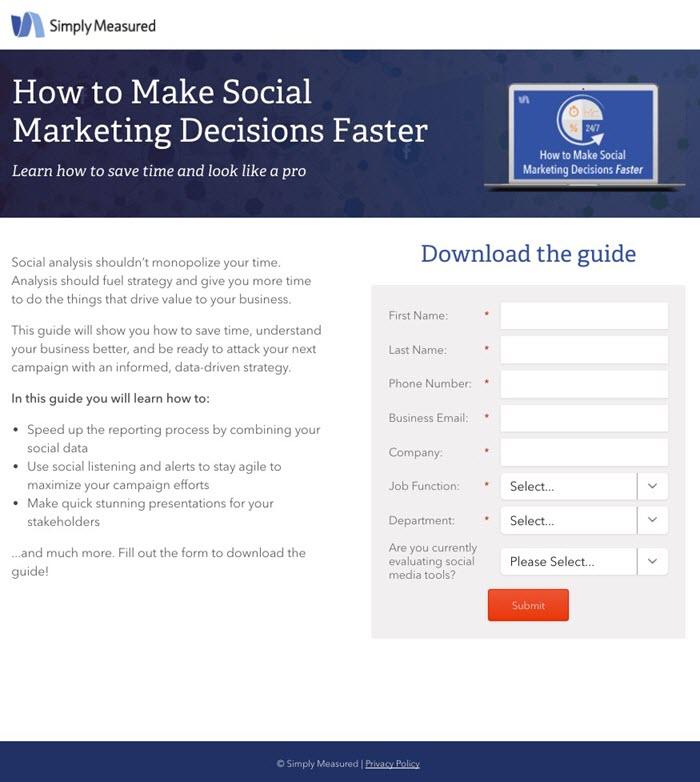 Simply Measured
How to Make Social
Marketing Decisions Faster
Learn how to save time and look like a pro
%
24/7
How to Make Social
Marketing Decisions Faster
Social analysis shouldn't monopolize your time.
Analysis should fuel strategy and give you more time
to do the things that drive value to your business.
This guide will show you how to save time, understand
your business better, and be ready to attack your next
campaign with an informed, data-driven strategy.
In this guide you will learn how to:
• Speed up the reporting process by combining your
social data
• Use social listening and alerts to stay agile to
maximize your campaign efforts
• Make quick stunning presentations for your
stakeholders
...and much more. Fill out the form to download the
guide!
Download the guide
First Name: *
Last Name: *
Phone Number: *
Business Email: *
Company: *
Job Function: * Select...
Department: * Select...
Are you currently
evaluating social
media tools?
Please Select...
Submit
© Simply Measured | Privacy Policy